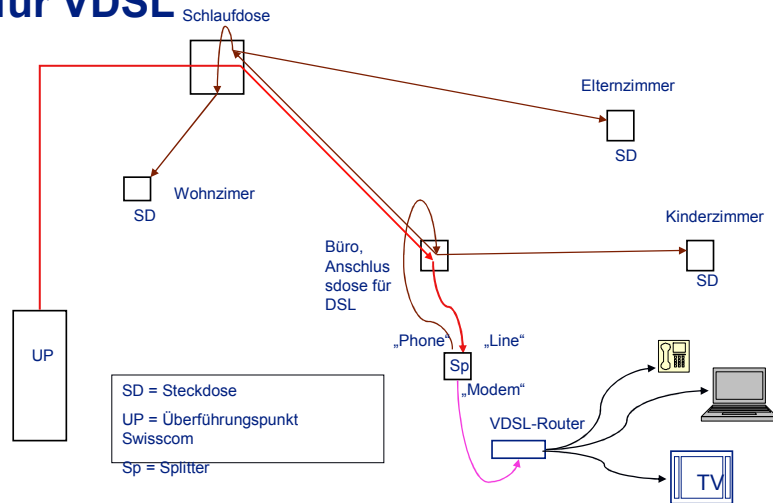 für VDSL
Schlaufdose
Elternzimmer
SD
Wohnzimer
SD
Kinderzimmer
SD
Büro,
Anschlus
sdose für
DSL
UP
„Phone“
„Line“
Sp
„Modem“
VDSL-Router
TV
SD = Steckdose
UP = Überführungspunkt
Swisscom
Sp = Splitter